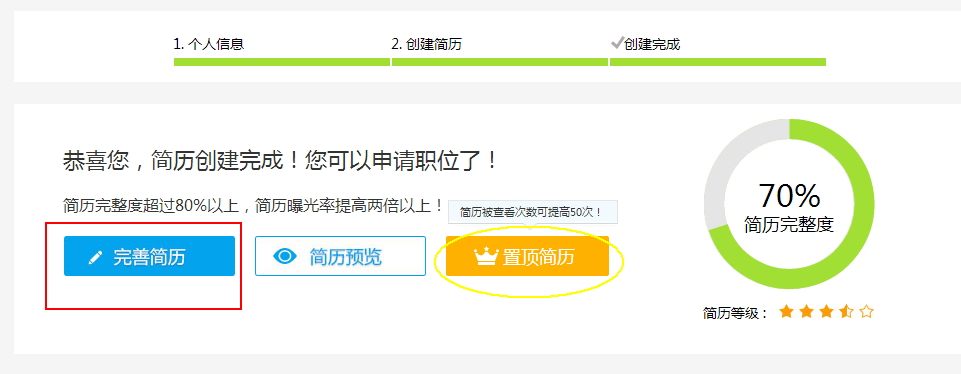 1. 个人信息
2. 创建简历
创建完成
恭喜您，简历创建完成！您可以申请职位了！
简历完整度超过80%以上，简历曝光率提高两倍以上！
简历被查看次数可提高50次！
完善简历
简历预览
置顶简历
70%
简历完整度
简历等级：